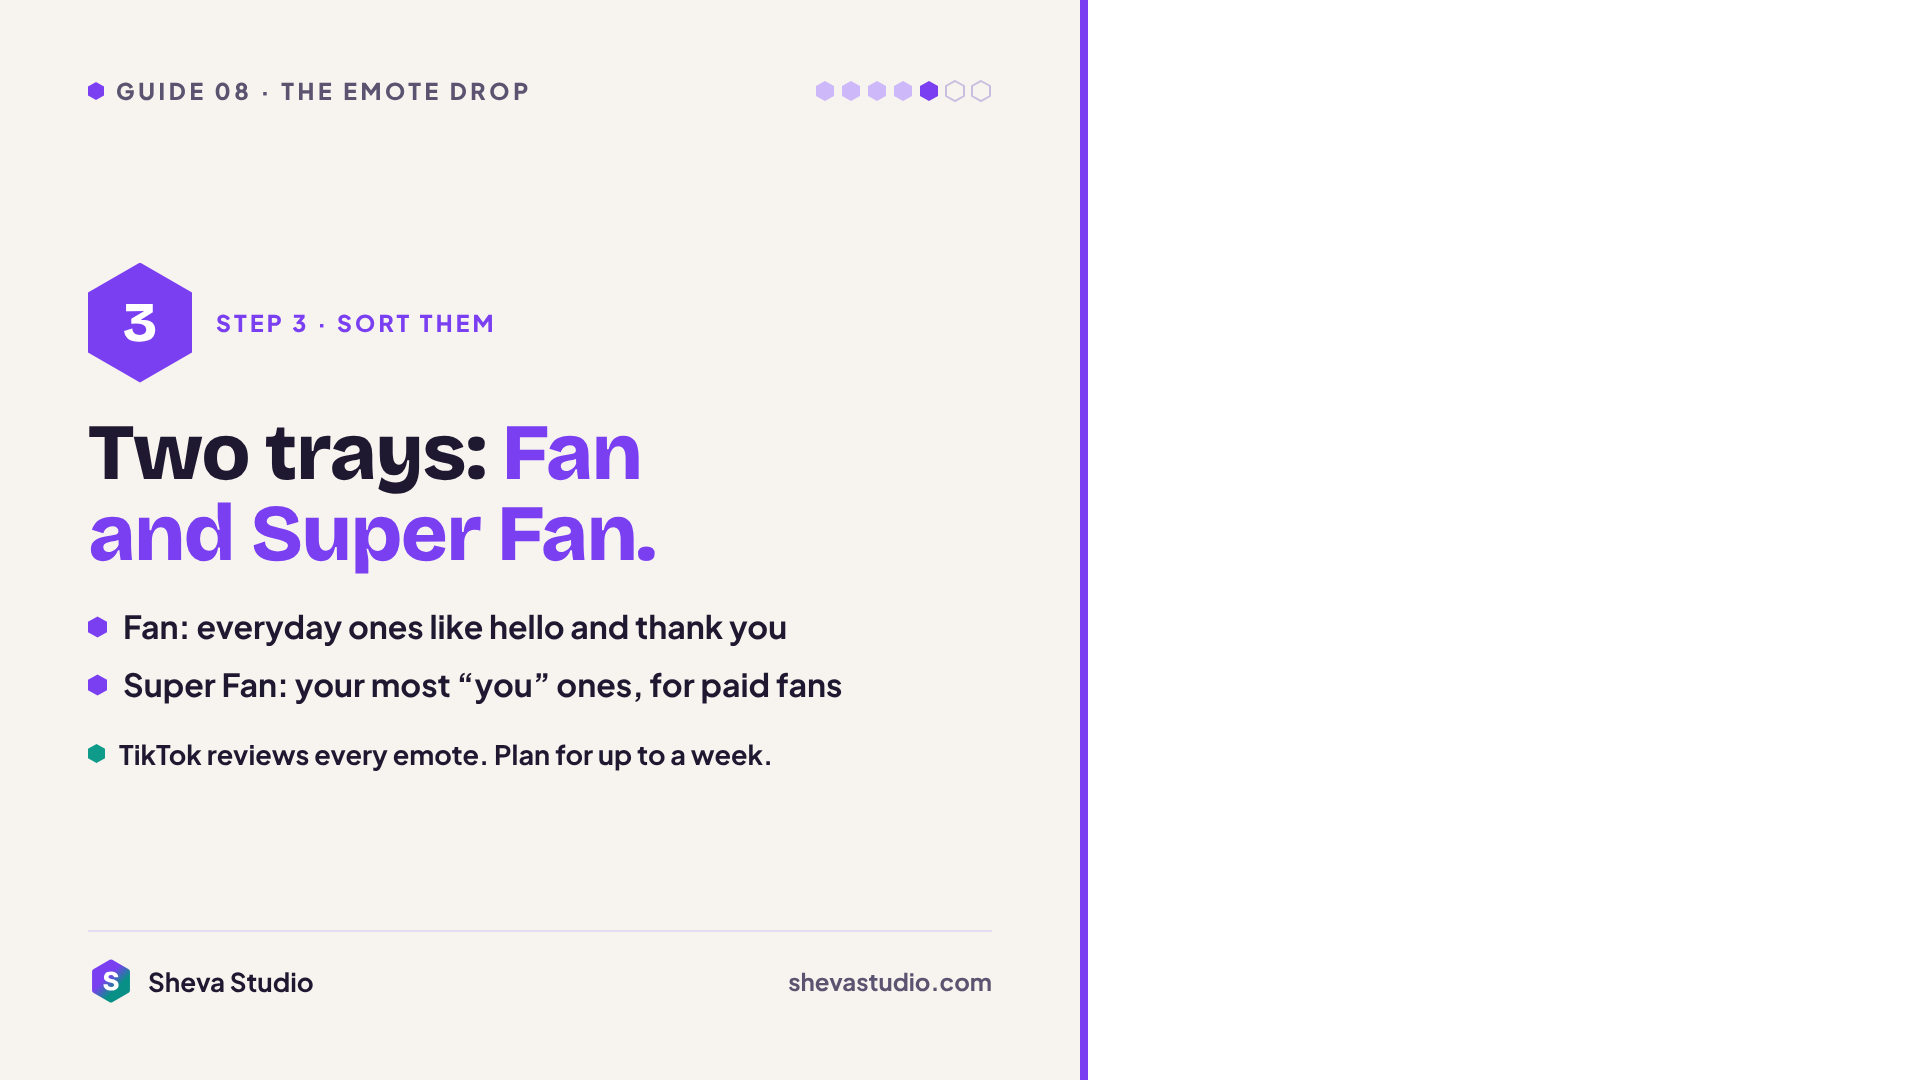 GUIDE 08 · THE EMOTE DROP
3
STEP 3 · SORT THEM
Two trays: Fan
and Super Fan.
Fan: everyday ones like hello and thank you
Super Fan: your most “you” ones, for paid fans
TikTok reviews every emote. Plan for up to a week.
S
Sheva Studio
shevastudio.com